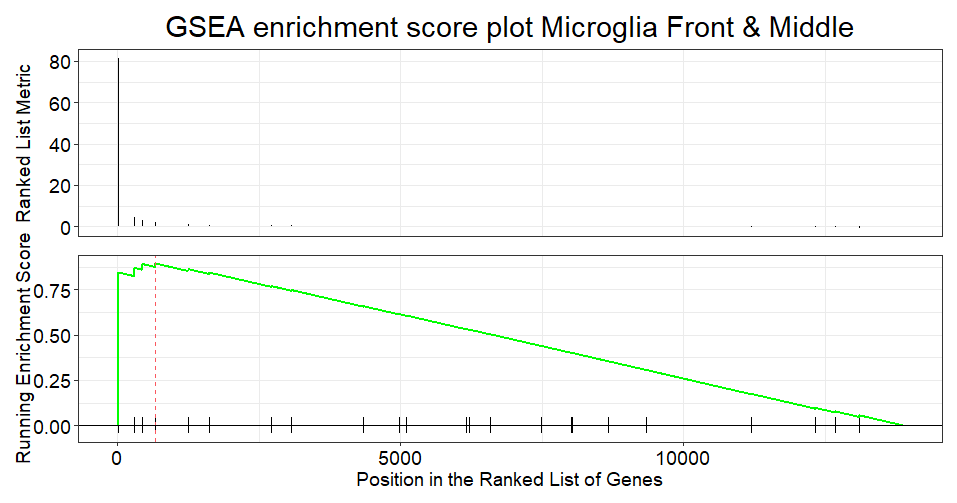 GSEA enrichment score plot Microglia Front & Middle
Ranked List Metric
80
60
40
20
0
Running Enrichment Score
0.75
0.50
0.25
0.00
0 5000 10000
Position in the Ranked List of Genes